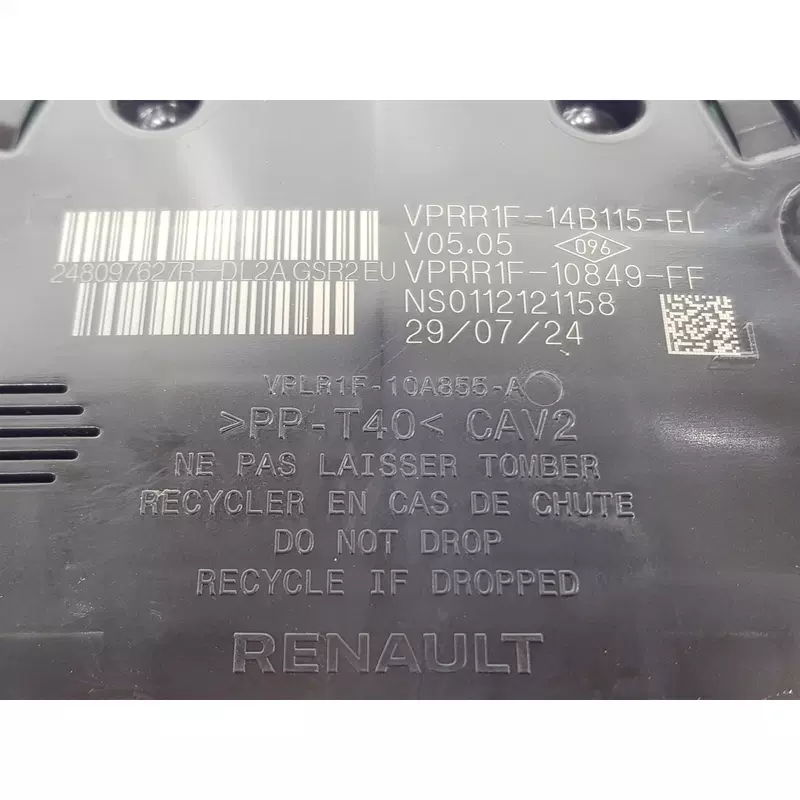 VPRR1F-14B115-EL
V05.05 096
248097627R--DL2A GSR2 EU VPRR1F-10849-FF
NS0112121158
29/07/24
VPLR1F-10A855-A
>PP-T40< CAV2
NE PAS LAISSER TOMBER
RECYCLER EN CAS DE CHUTE
DO NOT DROP
RECYCLE IF DROPPED
RENAULT